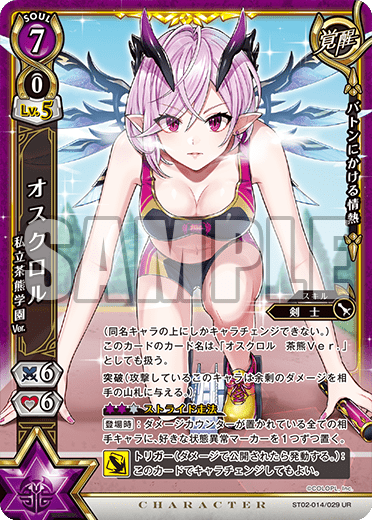 SOUL
7
0
Lv.5
覚醒
バトンにかける情熱
オスクロル
私立茶熊学園
Ver.
SAMPLE
6
6
スキル
剣士
(同名キャラの上にしかキャラチェンジできない。)
このカードのカード名は、「オスクロル 茶熊Ver.」
としても扱う。
突破(攻撃しているこのキャラは余剰のダメージを相
手の山札に与える。)
ストライド走法
登場時:ダメージカウンターが置かれている全ての相
手キャラに、好きな状態異常マーカーを1つずつ置く。
トリガー(ダメージで公開されたら発動する。):
このカードでキャラチェンジしてもよい。
©COLOPL, Inc.
CHARACTER
ST02-014/029 UR